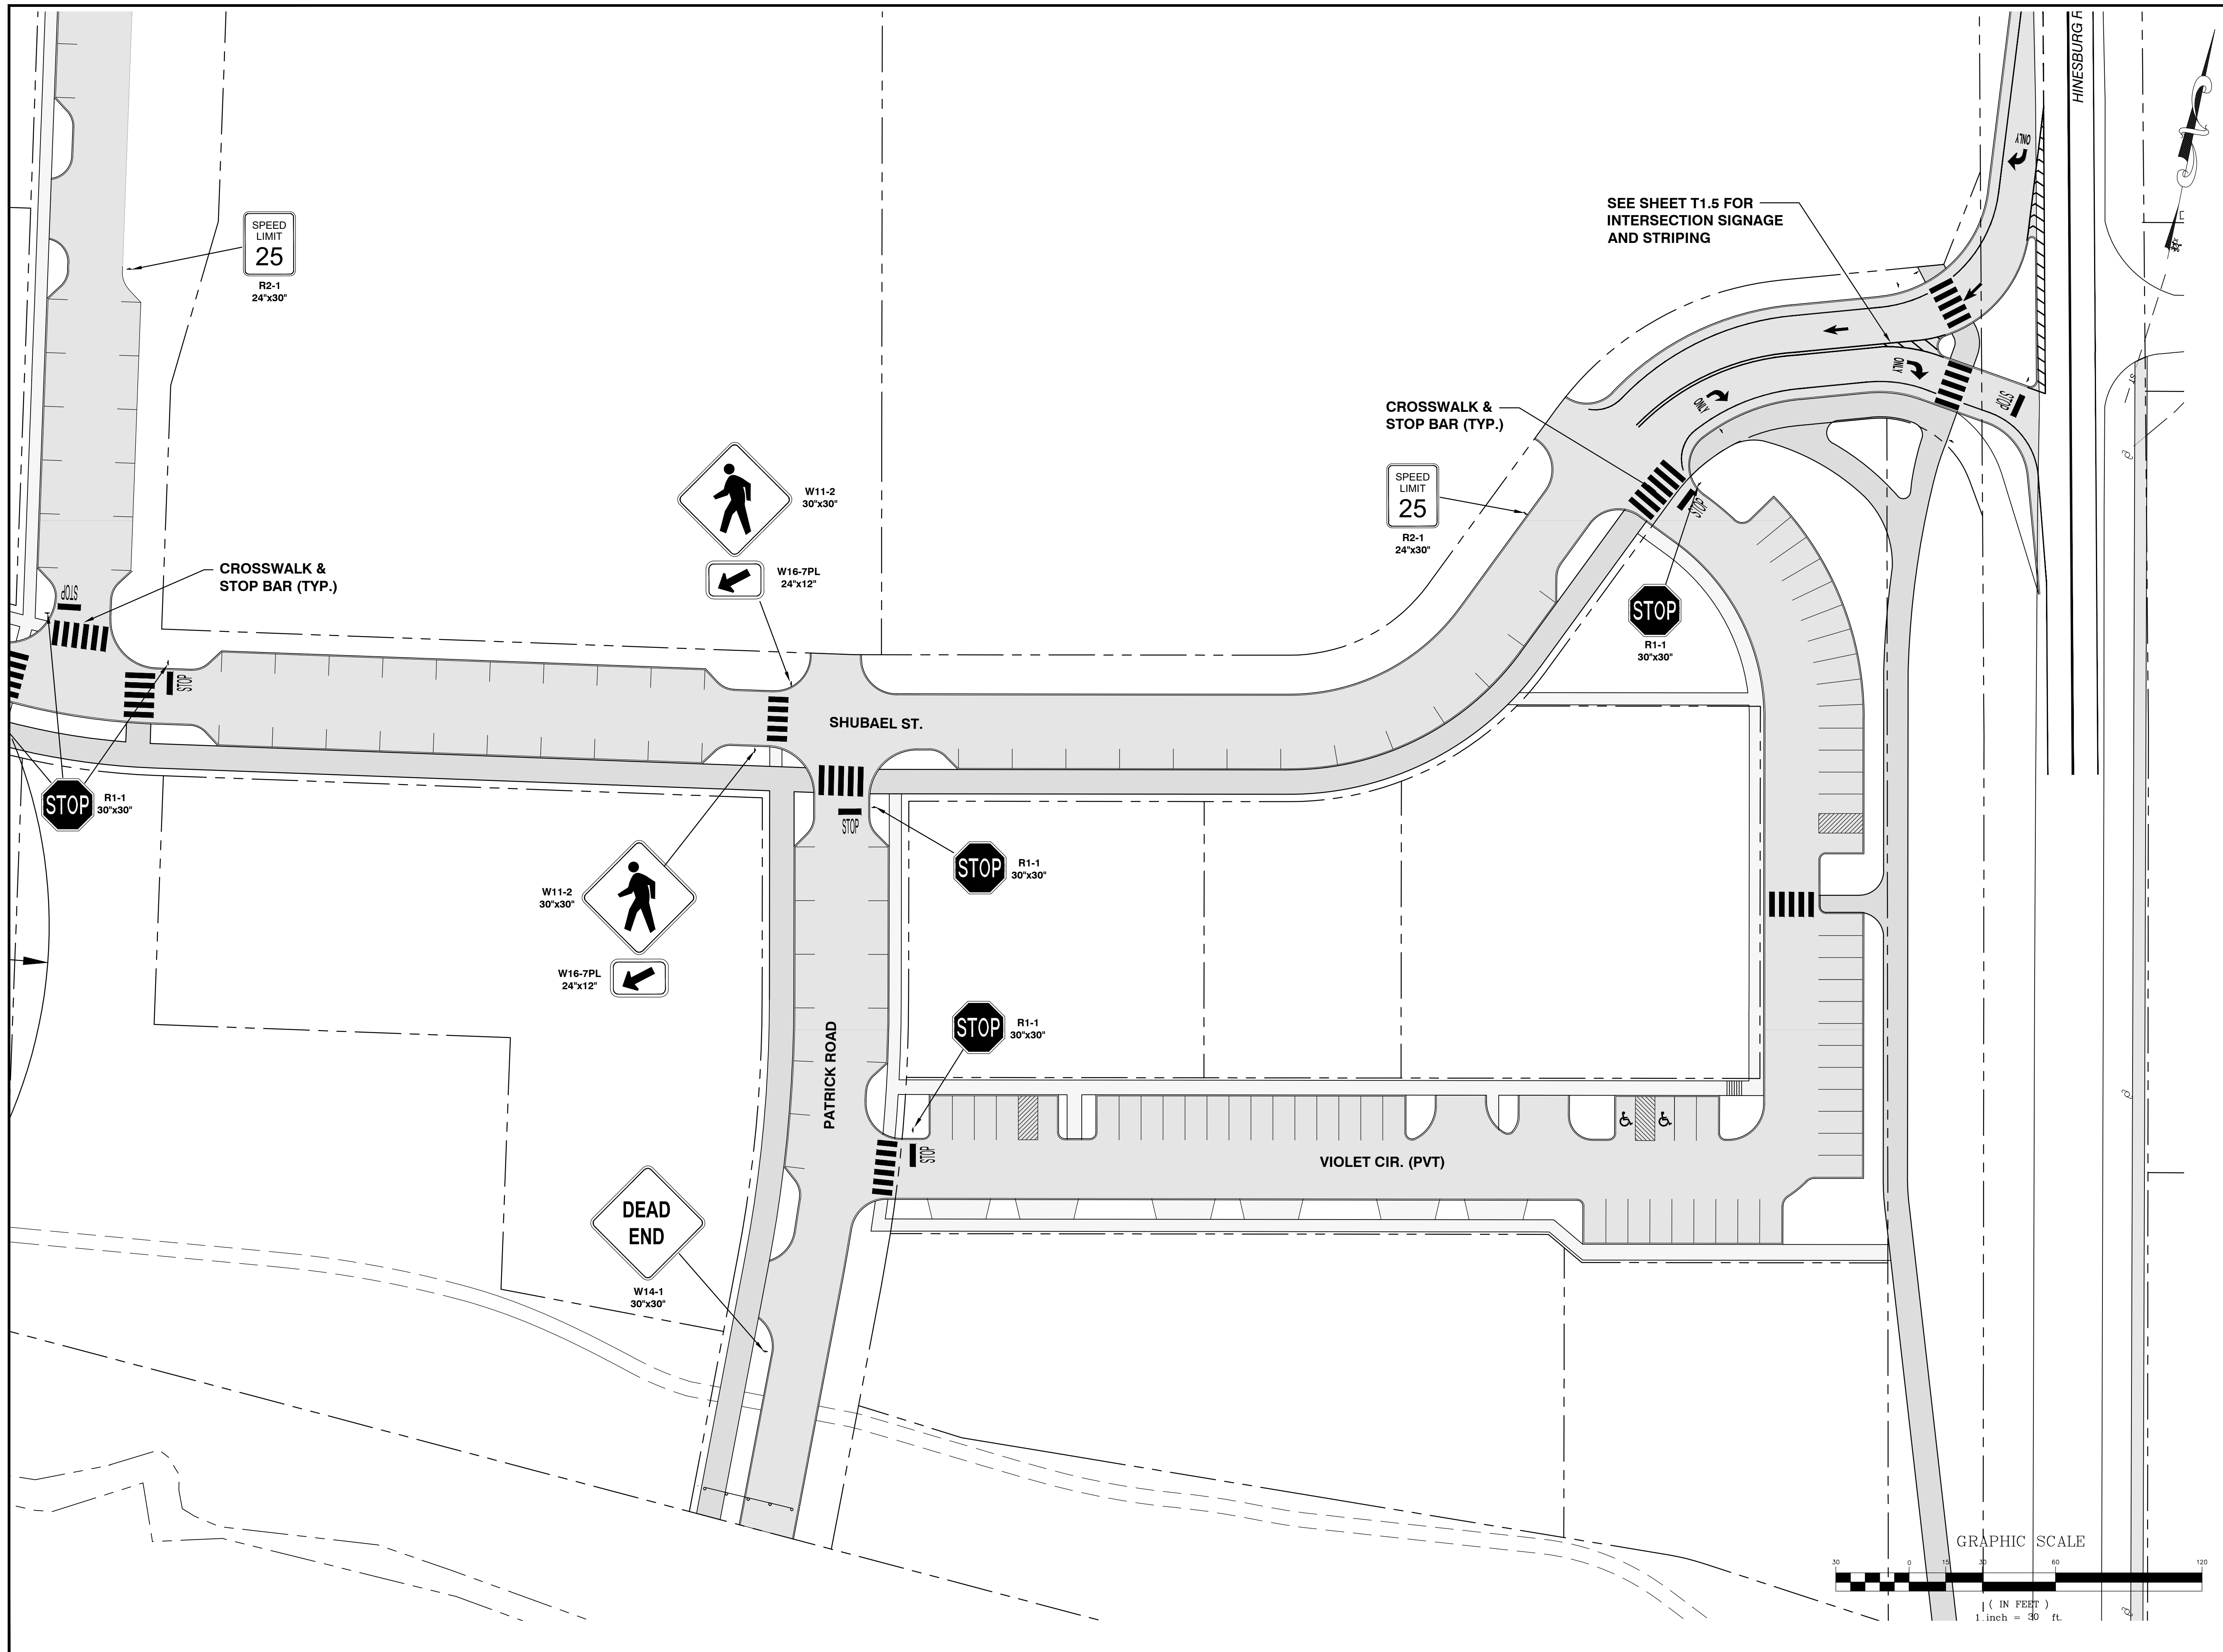 HINESBURG R
ONLY
SEE SHEET T1.5 FOR
INTERSECTION SIGNAGE
AND STRIPING
SPEED
LIMIT
25
R2-1
24"x30"
ONLY
ONLY
STOP
ST
CROSSWALK &
STOP BAR (TYP.)
SPEED
LIMIT
25
R2-1
24"x30"
STOP
W11-2
30"x30"
W16-7PL
24"x12"
CROSSWALK &
STOP BAR (TYP.)
STOP
STOP
STOP
R1-1
30"x30"
SHUBAEL ST.
STOP
R1-1
30"x30"
STOP
STOP
R1-1
30"x30"
W11-2
30"x30"
W16-7PL
24"x12"
STOP
R1-1
30"x30"
PATRICK ROAD
STOP
VIOLET CIR. (PVT)
DEAD
END
W14-1
30"x30"
GRAPHIC SCALE
30 0 15 30 60 120
( IN FEET )
1 inch = 30 ft.